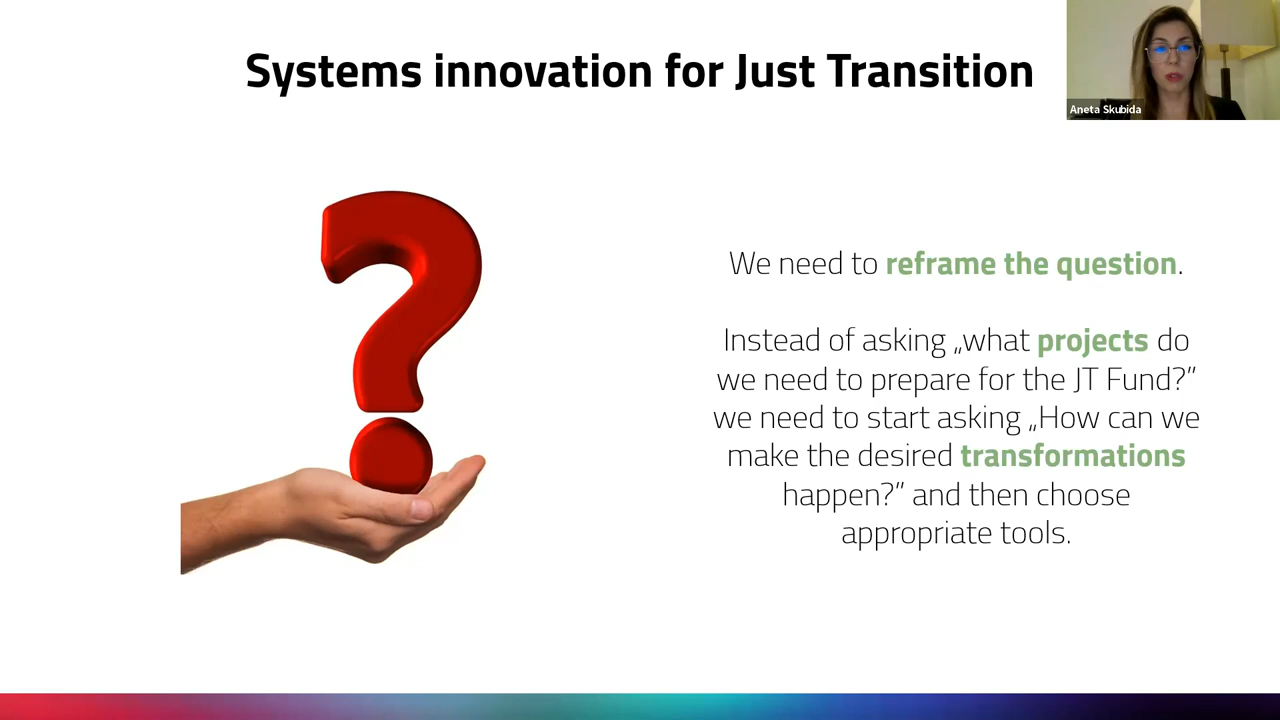 Systems innovation for Just Transition
Aneta Skubida
We need to reframe the question.
Instead of asking „what projects do
we need to prepare for the JT Fund?”
we need to start asking „How can we
make the desired transformations
happen?” and then choose
appropriate tools.